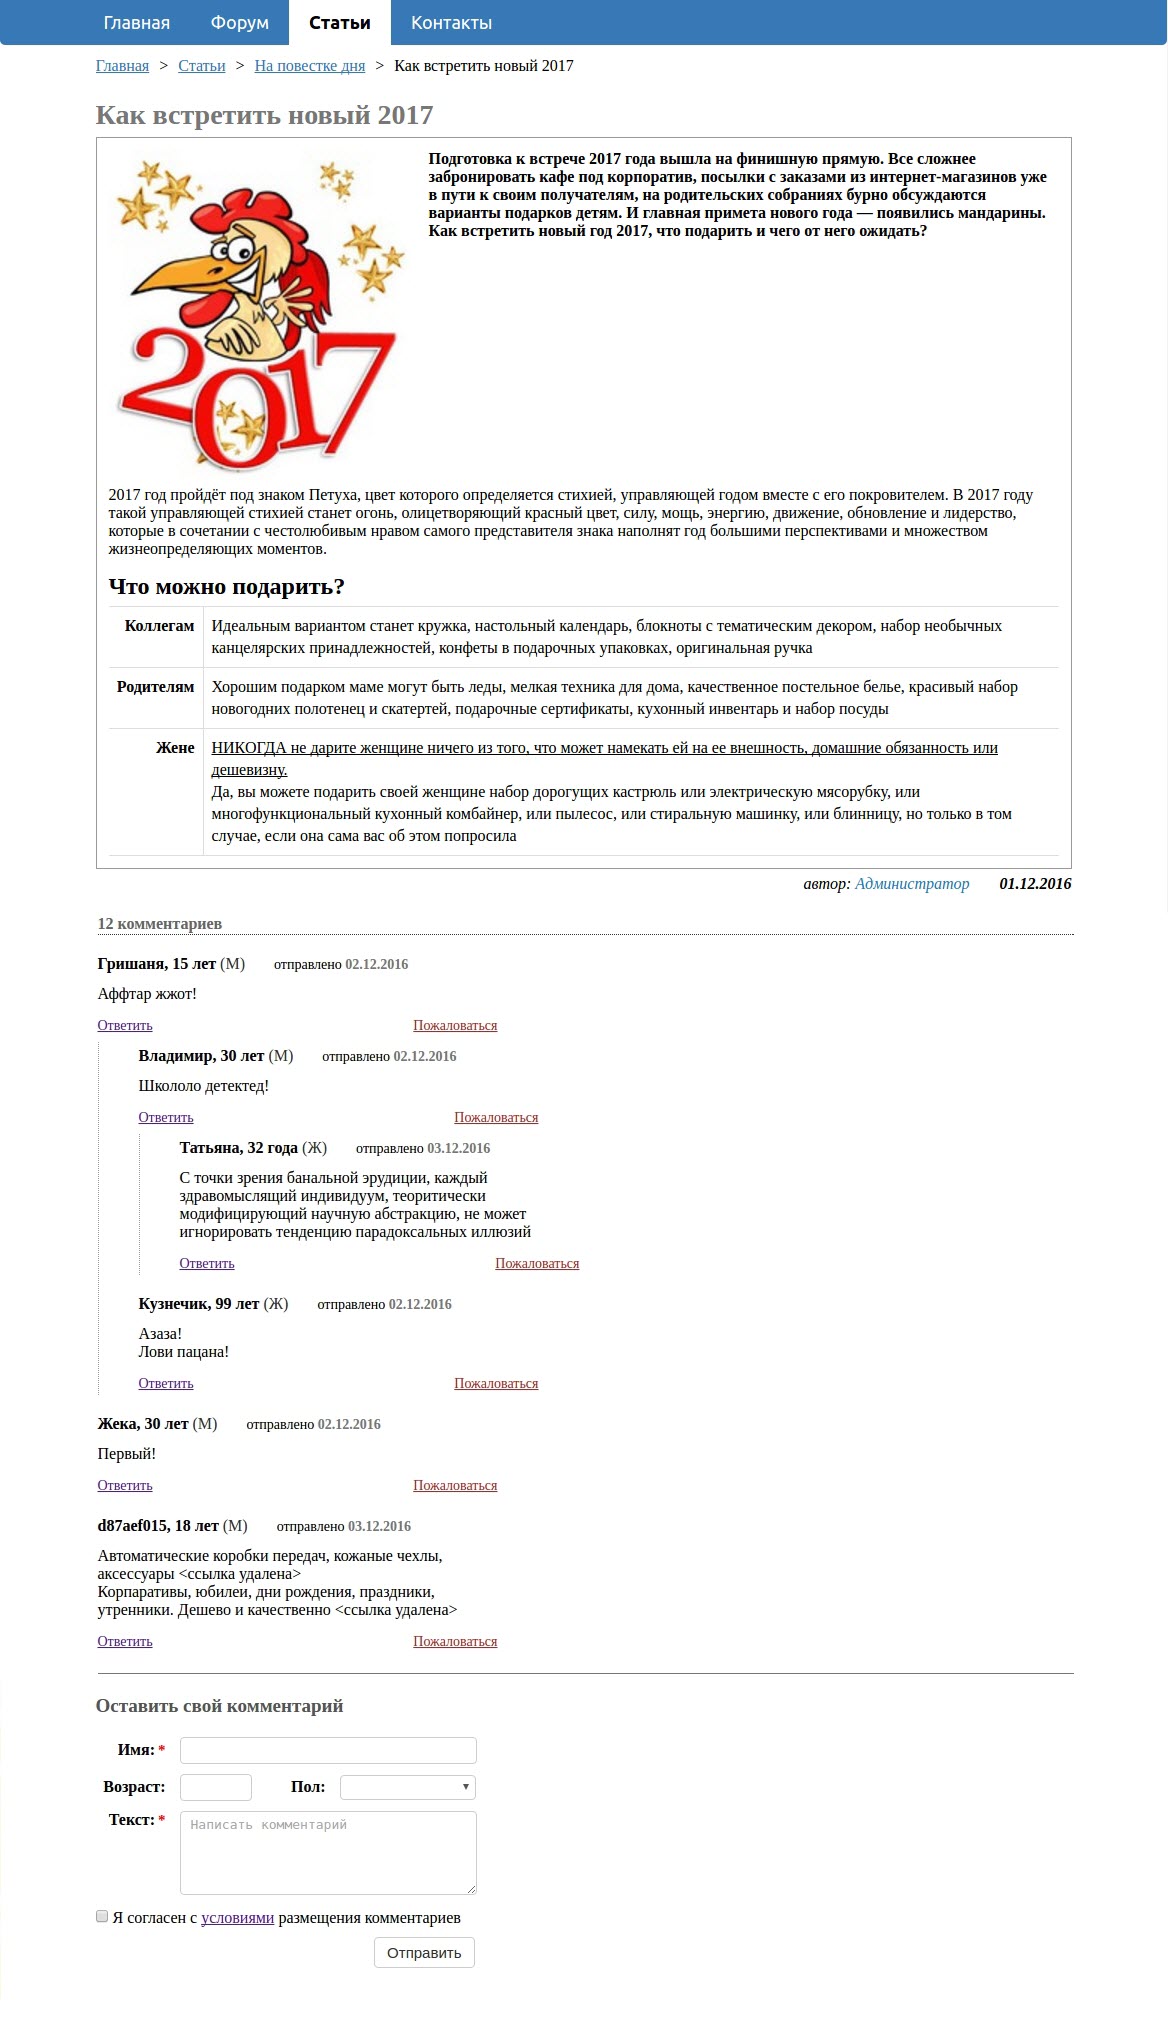 Главная Форум Статьи Контакты
Главная > Статьи > На повестке дня > Как встретить новый 2017
Как встретить новый 2017
2017
Подготовка к встрече 2017 года вышла на финишную прямую. Все сложнее
забронировать кафе под корпоратив, посылки с заказами из интернет-магазинов уже
в пути к своим получателям, на родительских собраниях бурно обсуждаются
варианты подарков детям. И главная примета нового года — появились мандарины.
Как встретить новый год 2017, что подарить и чего от него ожидать?
2017 год пройдёт под знаком Петуха, цвет которого определяется стихией, управляющей годом вместе с его покровителем. В 2017 году
такой управляющей стихией станет огонь, олицетворяющий красный цвет, силу, мощь, энергию, движение, обновление и лидерство,
которые в сочетании с честолюбивым нравом самого представителя знака наполнят год большими перспективами и множеством
жизнеопределяющих моментов.
Что можно подарить?
Коллегам Идеальным вариантом станет кружка, настольный календарь, блокноты с тематическим декором, набор необычных
канцелярских принадлежностей, конфеты в подарочных упаковках, оригинальная ручка
Родителям Хорошим подарком маме могут быть леды, мелкая техника для дома, качественное постельное белье, красивый набор
новогодних полотенец и скатертей, подарочные сертификаты, кухонный инвентарь и набор посуды
Жене НИКОГДА не дарите женщине ничего из того, что может намекать ей на ее внешность, домашние обязанность или
дешевизну.
Да, вы можете подарить своей женщине набор дорогущих кастрюль или электрическую мясорубку, или
многофункциональный кухонный комбайнер, или пылесос, или стиральную машинку, или блинницу, но только в том
случае, если она сама вас об этом попросила
автор: Администратор 01.12.2016
12 комментариев
Гришаня, 15 лет (М) отправлено 02.12.2016
Аффтар жжот!
Ответить Пожаловаться
Владимир, 30 лет (М) отправлено 02.12.2016
Школоло детектед!
Ответить Пожаловаться
Татьяна, 32 года (Ж) отправлено 03.12.2016
С точки зрения банальной эрудиции, каждый
здравомыслящий индивидуум, теоритически
модифицирующий научную абстракцию, не может
игнорировать тенденцию парадоксальных иллюзий
Ответить Пожаловаться
Кузнечик, 99 лет (Ж) отправлено 02.12.2016
Азаза!
Лови пацана!
Ответить Пожаловаться
Жека, 30 лет (М) отправлено 02.12.2016
Первый!
Ответить Пожаловаться
d87aef015, 18 лет (М) отправлено 03.12.2016
Автоматические коробки передач, кожаные чехлы,
аксессуары <ссылка удалена>
Корпаративы, юбилеи, дни рождения, праздники,
утренники. Дешево и качественно <ссылка удалена>
Ответить Пожаловаться
Оставить свой комментарий
Имя: *
Возраст: Пол:
Текст: * Написать комментарий
Я согласен с условиями размещения комментариев
Отправить